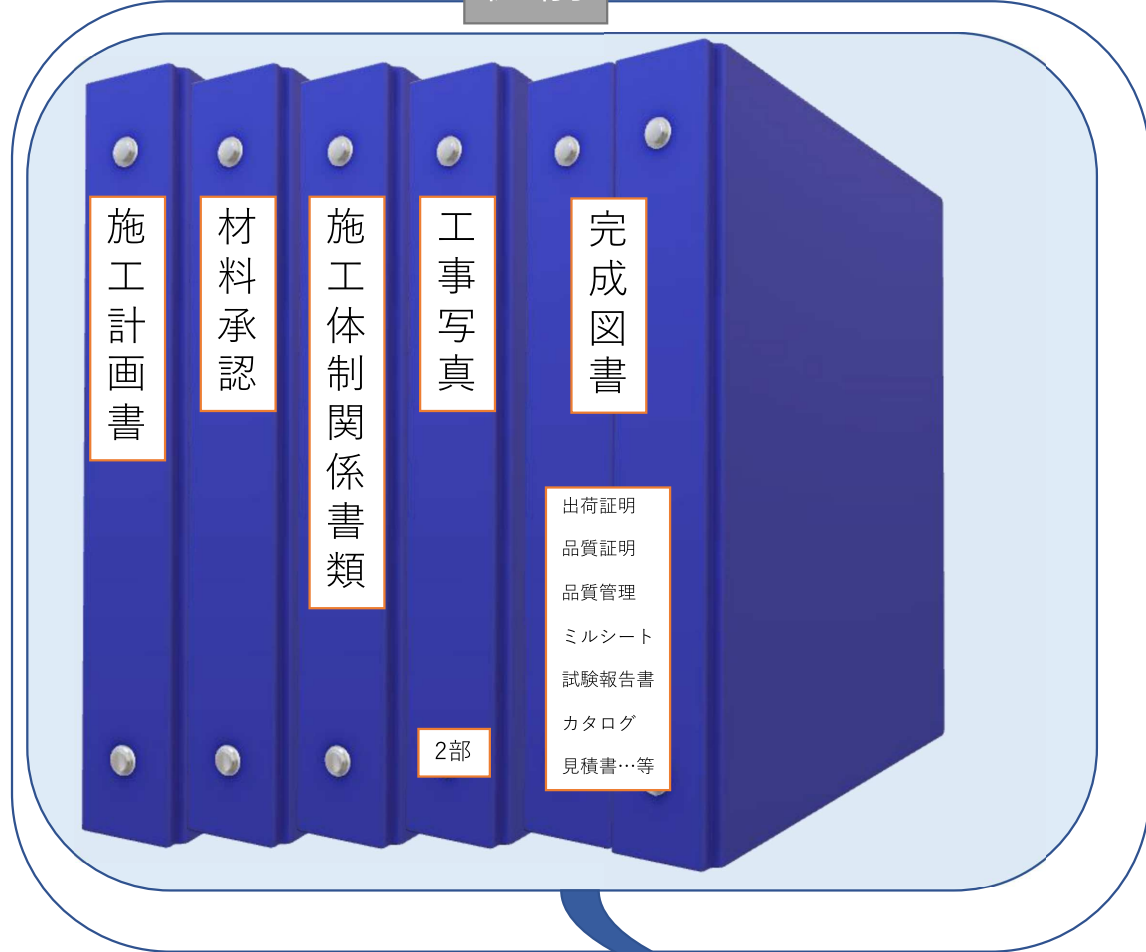 施工計画書
材料承認
施工体制関係書類
工事写真
2部
完成図書
出荷証明
品質証明
品質管理
ミルシート
試験報告書
カタログ
見積書…等